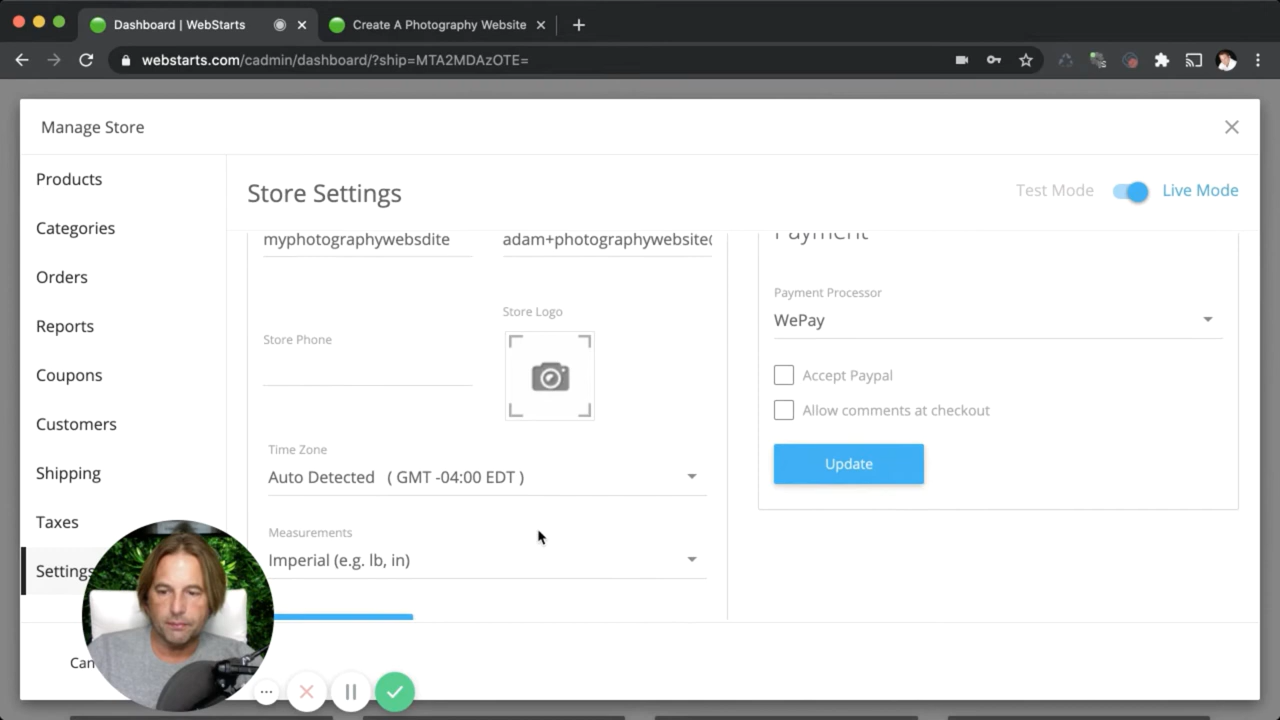 Dashboard | WebStarts
Create A Photography Website
webstarts.com/cadmin/dashboard/?ship=MTA2MDAzOTE=
Manage Store
Products
Categories
Orders
Reports
Coupons
Customers
Shipping
Taxes
Settings
Can
Store Settings
Test Mode
Live Mode
myphotographywebsdite
adam+photographywebsite(
Store Phone
Store Logo
Time Zone
Auto Detected ( GMT -04:00 EDT )
Measurements
Imperial (e.g. lb, in)
Payment
Payment Processor
WePay
Accept Paypal
Allow comments at checkout
Update